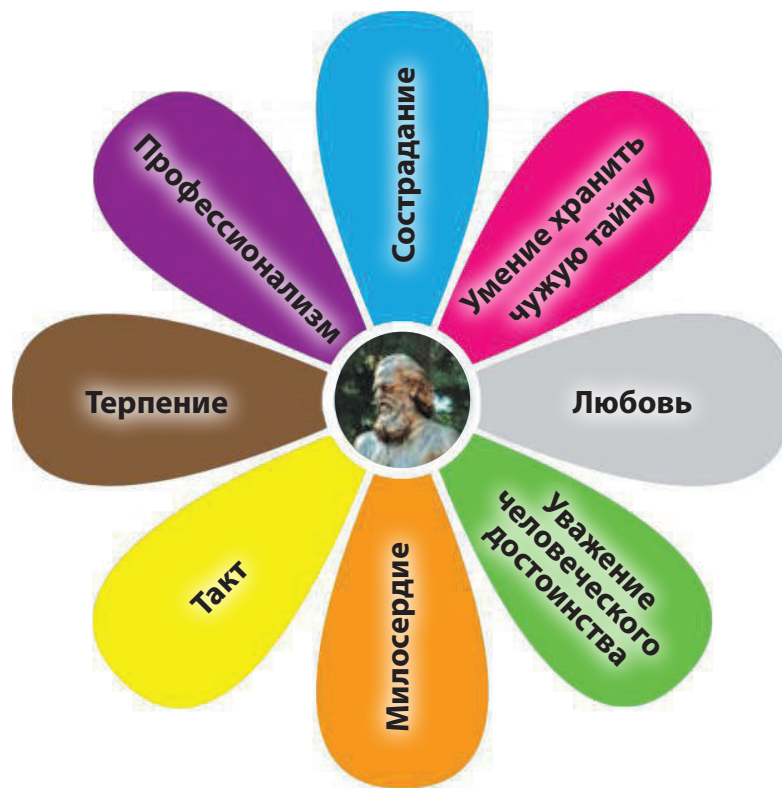 Сострадание
Умение хранить
чужую тайну
Любовь
Уважение
человеческого
достоинства
Милосердие
Такт
Терпение
Профессионализм